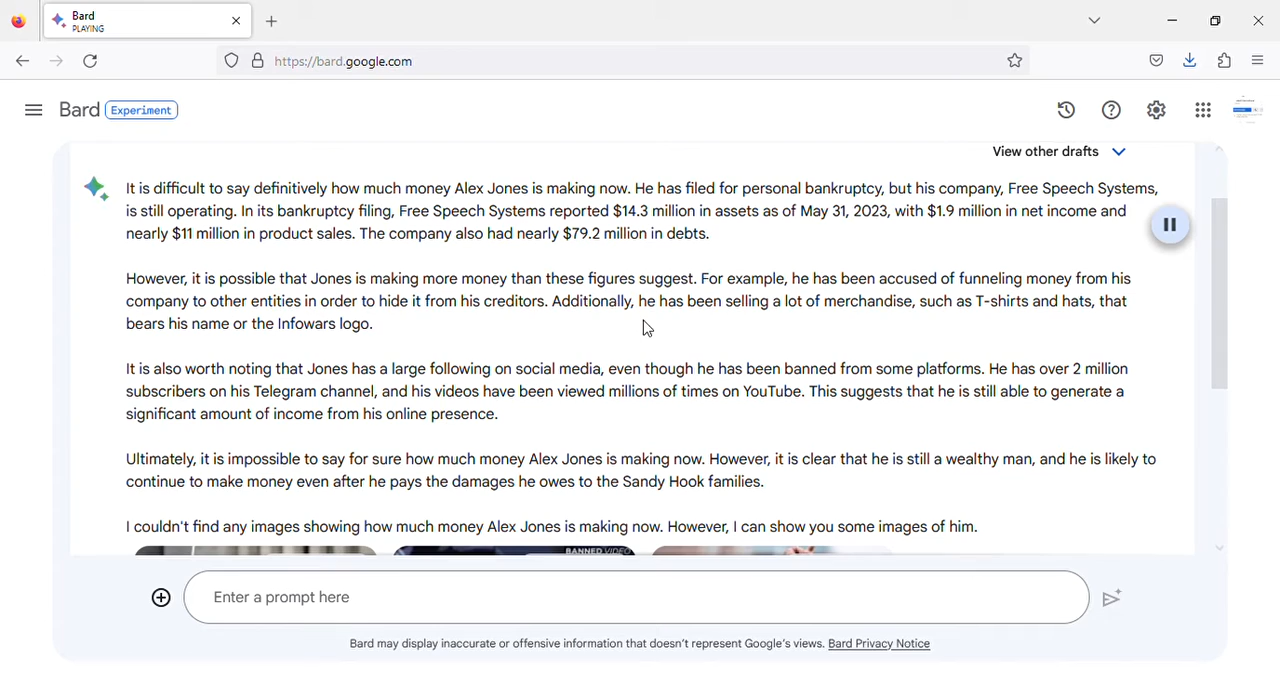 Bard
PLAYING
https://bard.google.com
Bard Experiment
View other drafts
It is difficult to say definitively how much money Alex Jones is making now. He has filed for personal bankruptcy, but his company, Free Speech Systems,
is still operating. In its bankruptcy filing, Free Speech Systems reported $14.3 million in assets as of May 31, 2023, with $1.9 million in net income and
nearly $11 million in product sales. The company also had nearly $79.2 million in debts.
However, it is possible that Jones is making more money than these figures suggest. For example, he has been accused of funneling money from his
company to other entities in order to hide it from his creditors. Additionally, he has been selling a lot of merchandise, such as T-shirts and hats, that
bears his name or the Infowars logo.
It is also worth noting that Jones has a large following on social media, even though he has been banned from some platforms. He has over 2 million
subscribers on his Telegram channel, and his videos have been viewed millions of times on YouTube. This suggests that he is still able to generate a
significant amount of income from his online presence.
Ultimately, it is impossible to say for sure how much money Alex Jones is making now. However, it is clear that he is still a wealthy man, and he is likely to
continue to make money even after he pays the damages he owes to the Sandy Hook families.
I couldn't find any images showing how much money Alex Jones is making now. However, I can show you some images of him.
BANNED.VIDEO
Enter a prompt here
Bard may display inaccurate or offensive information that doesn't represent Google's views. Bard Privacy Notice